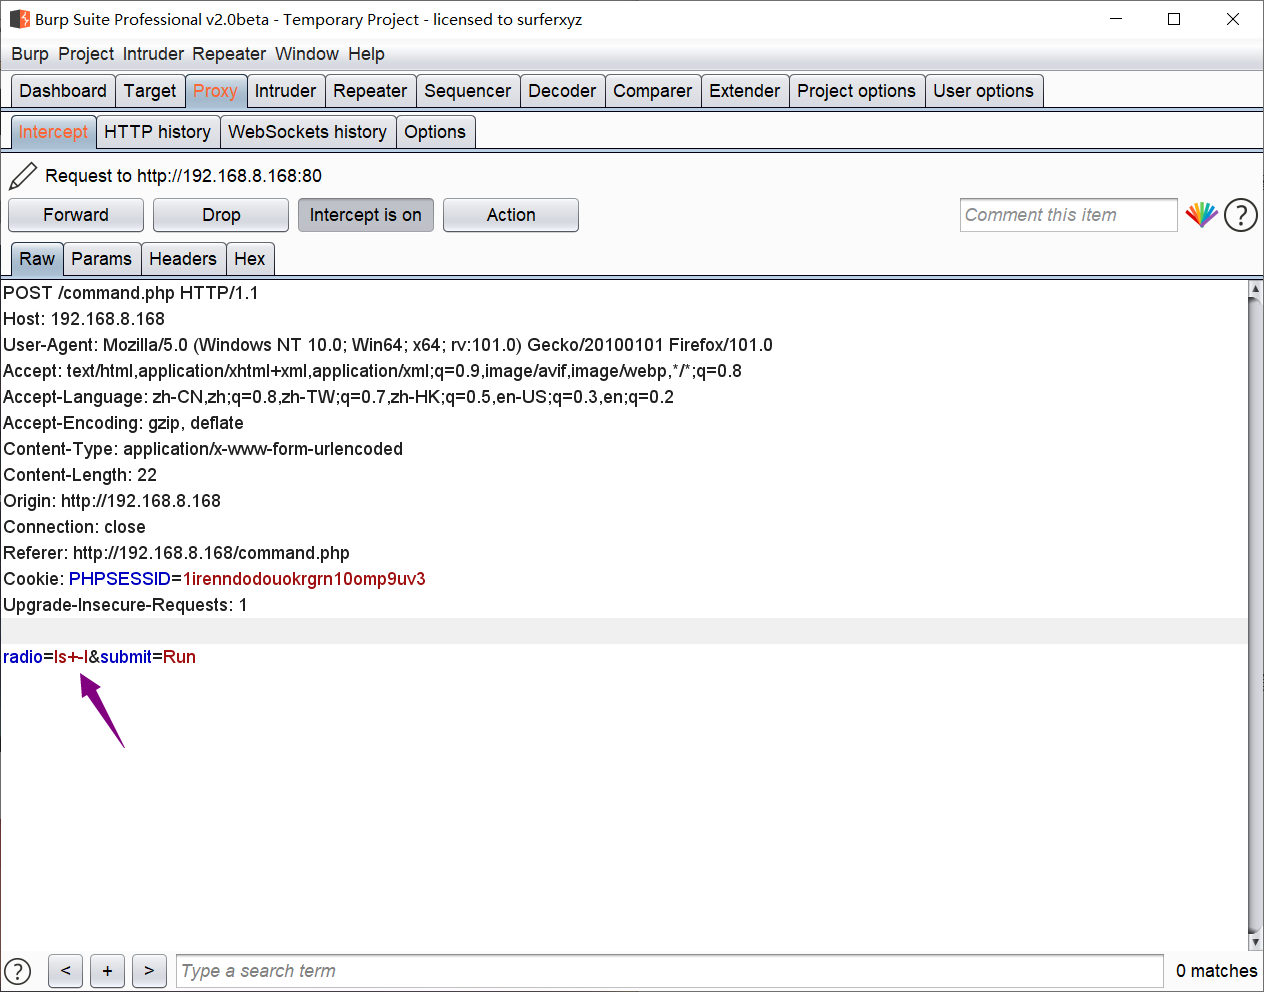 Burp Suite Professional v2.0beta - Temporary Project - licensed to surferxyz
Burp Project Intruder Repeater Window Help
Dashboard Target Proxy Intruder Repeater Sequencer Decoder Comparer Extender Project options User options
Intercept HTTP history WebSockets history Options
Request to http://192.168.8.168:80
Forward Drop Intercept is on Action Comment this item ?
Raw Params Headers Hex
POST /command.php HTTP/1.1
Host: 192.168.8.168
User-Agent: Mozilla/5.0 (Windows NT 10.0; Win64; x64; rv:101.0) Gecko/20100101 Firefox/101.0
Accept: text/html,application/xhtml+xml,application/xml;q=0.9,image/avif,image/webp,*/*;q=0.8
Accept-Language: zh-CN,zh;q=0.8,zh-TW;q=0.7,zh-HK;q=0.5,en-US;q=0.3,en;q=0.2
Accept-Encoding: gzip, deflate
Content-Type: application/x-www-form-urlencoded
Content-Length: 22
Origin: http://192.168.8.168
Connection: close
Referer: http://192.168.8.168/command.php
Cookie: PHPSESSID=1irenndodouokrgrn10omp9uv3
Upgrade-Insecure-Requests: 1
radio=ls+-l&submit=Run
? < + > Type a search term 0 matches